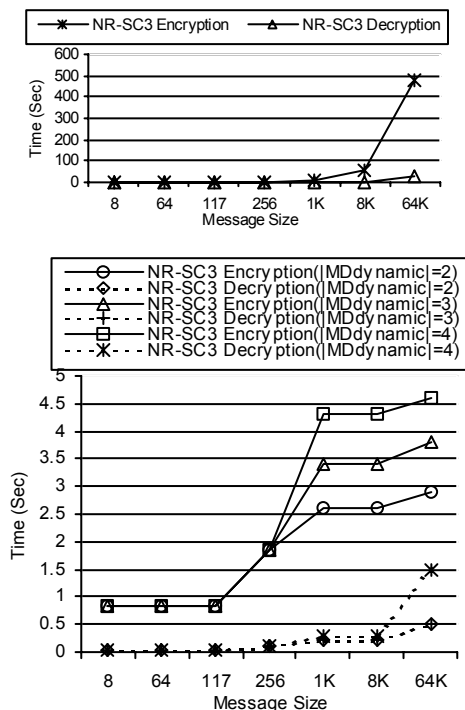 NR-SC3 Encryption NR-SC3 Decryption
600
500
400
300
200
100
0
Time (Sec)
8 64 117 256 1K 8K 64K
Message Size
NR-SC3 Encryption(|MDdynamic|=2)
NR-SC3 Decryption(|MDdynamic|=2)
NR-SC3 Encryption(|MDdynamic|=3)
NR-SC3 Decryption(|MDdynamic|=3)
NR-SC3 Encryption(|MDdynamic|=4)
NR-SC3 Decryption(|MDdynamic|=4)
5
4.5
4
3.5
3
2.5
2
1.5
1
0.5
0
Time (Sec)
8 64 117 256 1K 8K 64K
Message Size